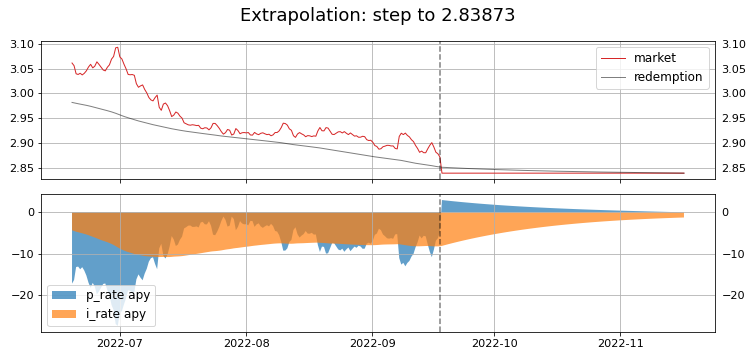 Extrapolation: step to 2.83873
3.10 3.10
3.05 3.05
3.00 3.00
2.95 2.95
2.90 2.90
2.85 2.85
market
redemption
0 0
−10 −10
−20 −20
p_rate apy
i_rate apy
2022-07 2022-08 2022-09 2022-10 2022-11